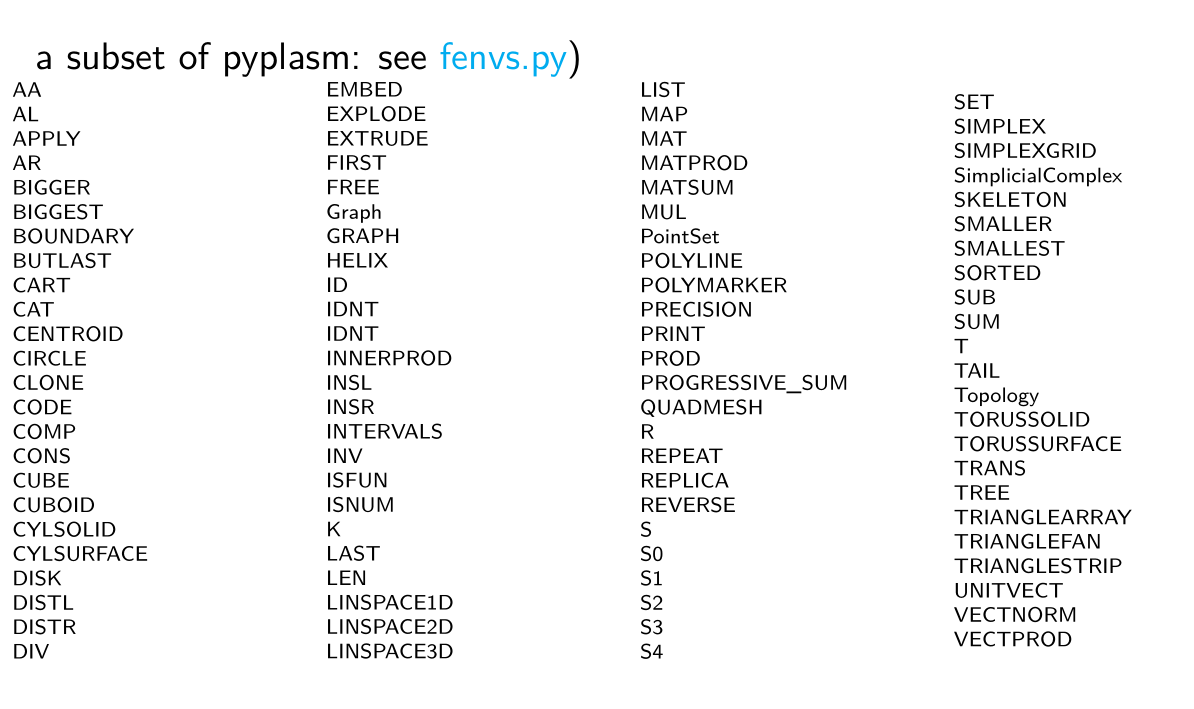 a subset of pyplasm: see fenvs.py)
AA
AL
APPLY
AR
BIGGER
BIGGEST
BOUNDARY
BUTLAST
CART
CAT
CENTROID
CIRCLE
CLONE
CODE
COMP
CONS
CUBE
CUBOID
CYLSOLID
CYLSURFACE
DISK
DISTL
DISTR
DIV
EMBED
EXPLODE
EXTRUDE
FIRST
FREE
Graph
GRAPH
HELIX
ID
IDNT
IDNT
INNERPROD
INSL
INSR
INTERVALS
INV
ISFUN
ISNUM
K
LAST
LEN
LINSPACE1D
LINSPACE2D
LINSPACE3D
LIST
MAP
MAT
MATPROD
MATSUM
MUL
PointSet
POLYLINE
POLYMARKER
PRECISION
PRINT
PROD
PROGRESSIVE_SUM
QUADMESH
R
REPEAT
REPLICA
REVERSE
S
S0
S1
S2
S3
S4
SET
SIMPLEX
SIMPLEXGRID
SimplicialComplex
SKELETON
SMALLER
SMALLEST
SORTED
SUB
SUM
T
TAIL
Topology
TORUSSOLID
TORUSSURFACE
TRANS
TREE
TRIANGLEARRAY
TRIANGLEFAN
TRIANGLESTRIP
UNITVECT
VECTNORM
VECTPROD